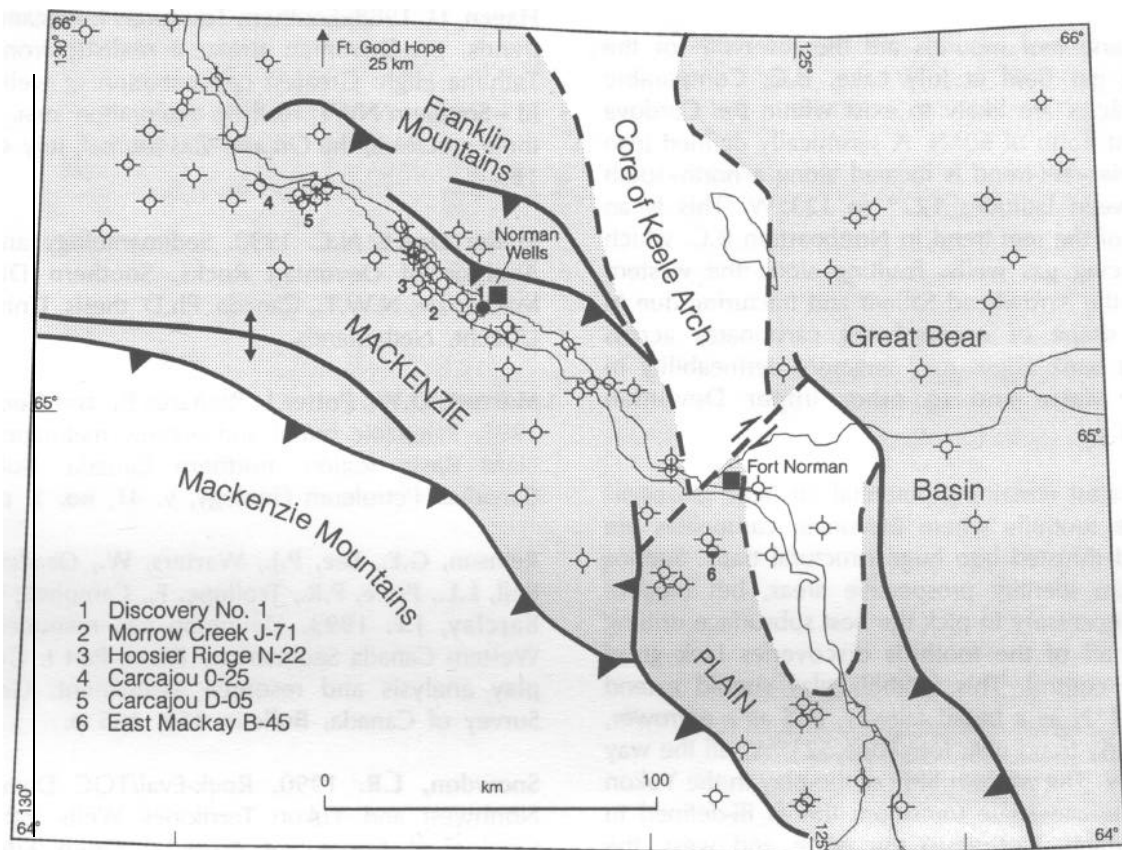 66°
130°
Ft. Good Hope
25 km
125°
66°
Franklin
Mountains
Core of Keele Arch
4
5
Norman
Wells
3
2
Great Bear
MACKENZIE
65°
65°
Fort Norman
Basin
Mackenzie Mountains
6
1 Discovery No. 1
2 Morrow Creek J-71
3 Hoosier Ridge N-22
4 Carcajou 0-25
5 Carcajou D-05
6 East Mackay B-45
PLAIN
0
100
km
130°
64°
125°
64°